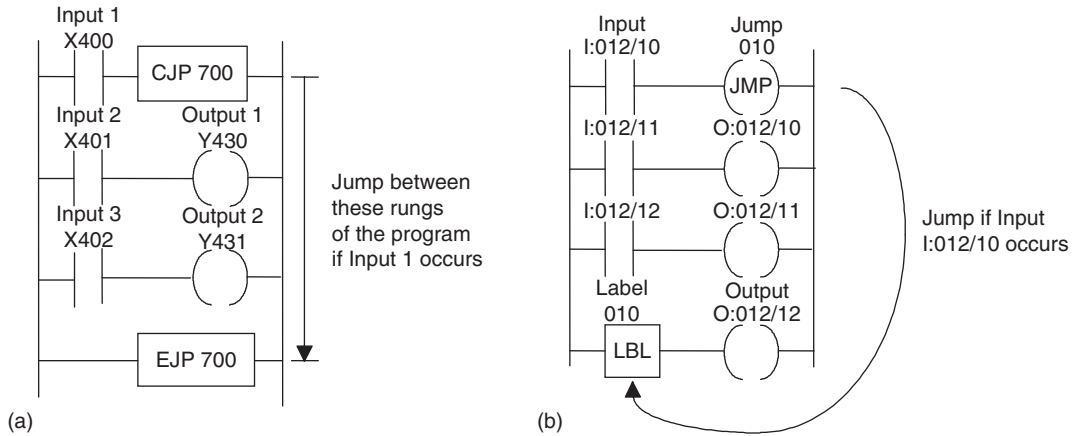 Input 1
X400
CJP 700
Input 2
X401
Output 1
Y430
Input 3
X402
Output 2
Y431
EJP 700
Jump between
these rungs
of the program
if Input 1 occurs
(a)
Input
I:012/10
Jump
010
JMP
I:012/11
O:012/10
I:012/12
O:012/11
Label
010
LBL
Output
O:012/12
Jump if Input
I:012/10 occurs
(b)